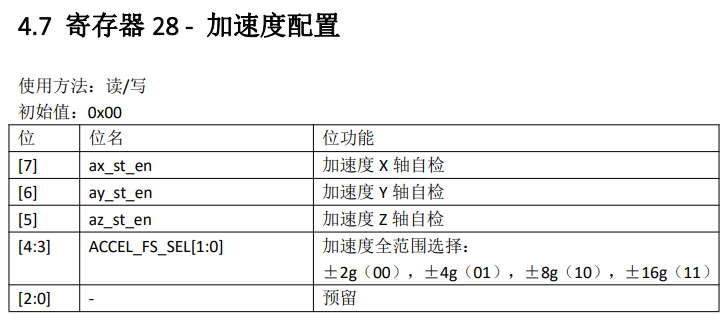 4.7 寄存器 28 - 加速度配置
使用方法：读/写
初始值：0x00
位 位名 位功能
[7] ax_st_en 加速度 X 轴自检
[6] ay_st_en 加速度 Y 轴自检
[5] az_st_en 加速度 Z 轴自检
[4:3] ACCEL_FS_SEL[1:0] 加速度全范围选择：
±2g（00），±4g（01），±8g（10），±16g（11）
[2:0] - 预留